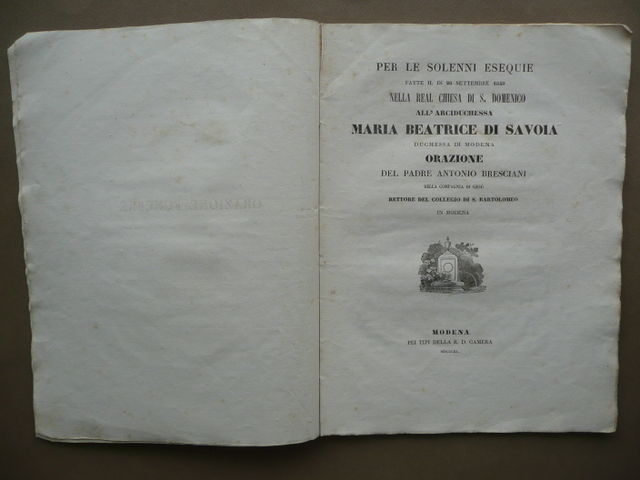 PER LE SOLENNI ESEQUIE
FATTE IL DÌ SETTEMBRE
NELLA REAL CHIESA DI S. DOMENICO
ALL'ARCIDUCHESSA
MARIA BEATRICE DI SAVOIA
DUCHESSA DI MODENA
ORAZIONE
DEL PADRE ANTONIO BRESCIANI
DELLA COMPAGNIA DI GESÙ
RETTORE DEL COLLEGIO DI S. BARTOLOMEO
IN MODENA
MODENA
PEI TIPI DELLA R. D. CAMERA